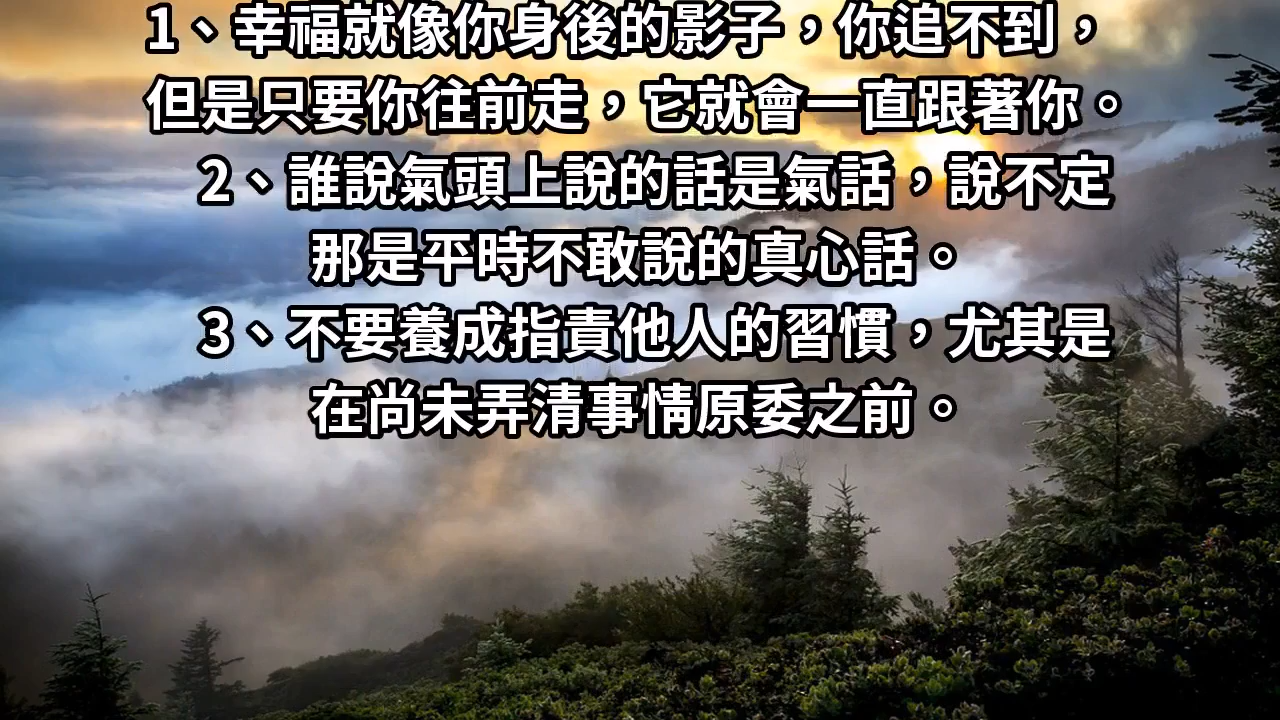 1、幸福就像你身後的影子，你追不到，
但是只要你往前走，它就會一直跟著你。
2、誰說氣頭上說的話是氣話，說不定
那是平時不敢說的真心話。
3、不要養成指責他人的習慣，尤其是
在尚未弄清事情原委之前。